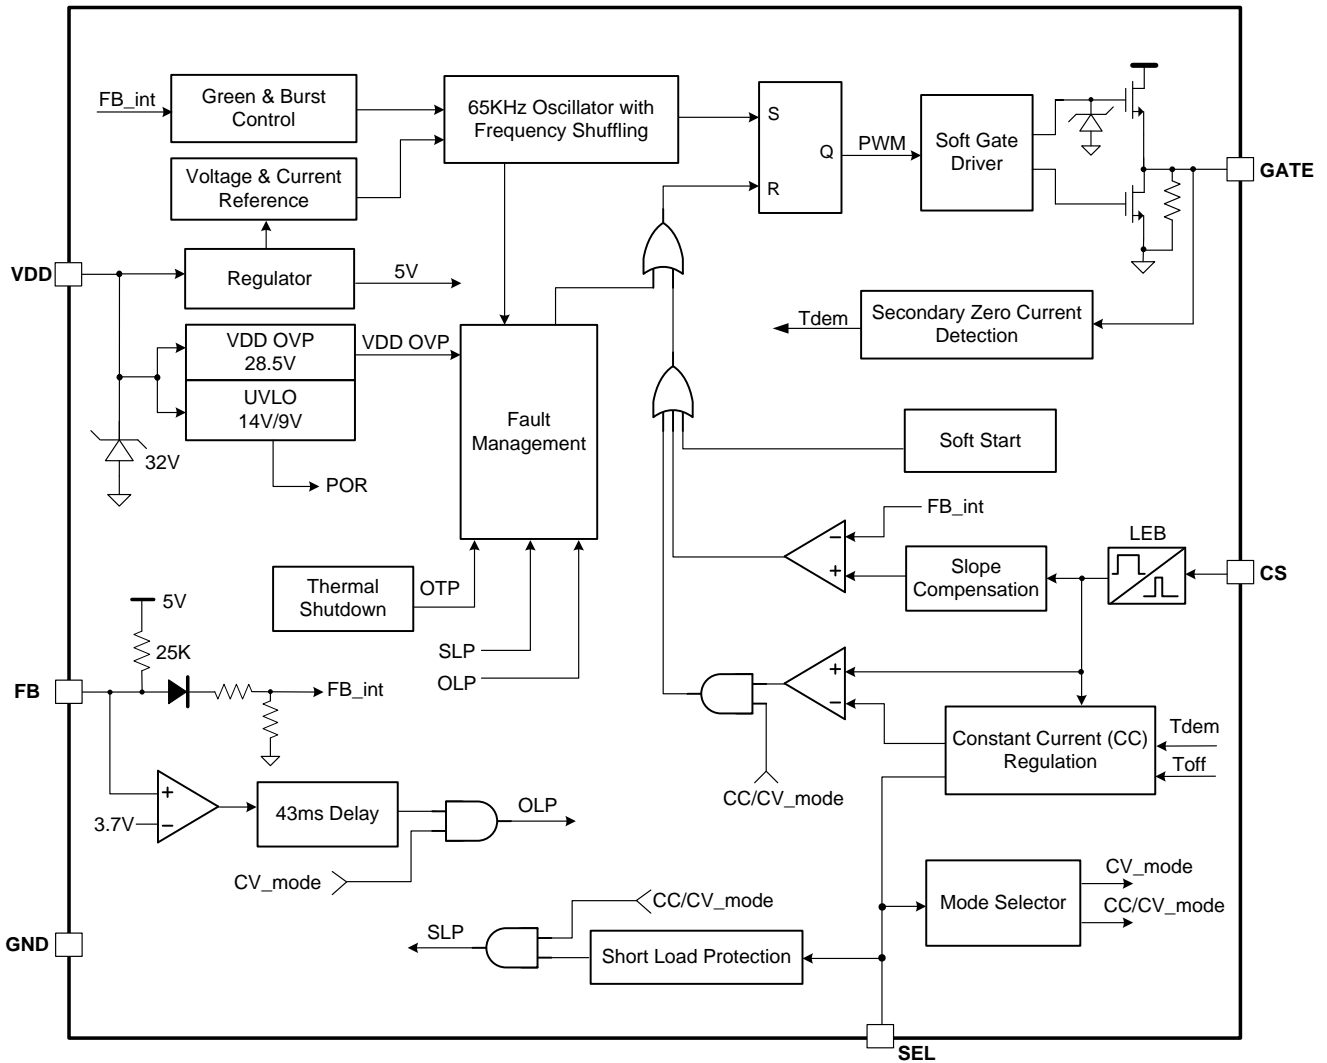 FB_int
Green & Burst
Control
65KHz Oscillator with
Frequency Shuffling
S
Q
R
PWM
Soft Gate
Driver
GATE
Voltage & Current
Reference
VDD
Regulator
5V
Tdem
Secondary Zero Current
Detection
VDD OVP
28.5V
VDD OVP
UVLO
14V/9V
32V
POR
Fault
Management
Soft Start
FB_int
−
+
Slope
Compensation
LEB
CS
Thermal
Shutdown
OTP
SLP
OLP
5V
25K
FB
FB_int
+
−
Constant Current (CC)
Regulation
Tdem
Toff
CC/CV_mode
+
3.7V
−
43ms Delay
OLP
CV_mode
Mode Selector
CV_mode
CC/CV_mode
CC/CV_mode
SLP
Short Load Protection
GND
SEL